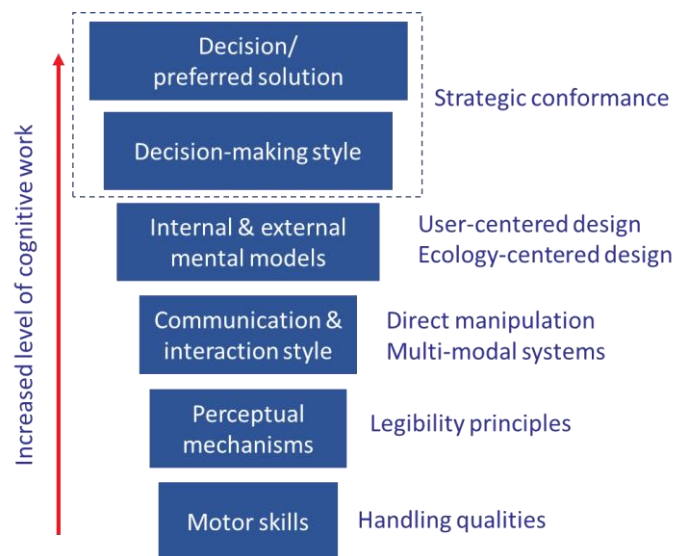 Decision/
preferred solution
Strategic conformance
Decision-making style
Internal & external
mental models
User-centered design
Ecology-centered design
Communication &
interaction style
Direct manipulation
Multi-modal systems
Perceptual
mechanisms
Legibility principles
Motor skills
Handling qualities
Increased level of cognitive work